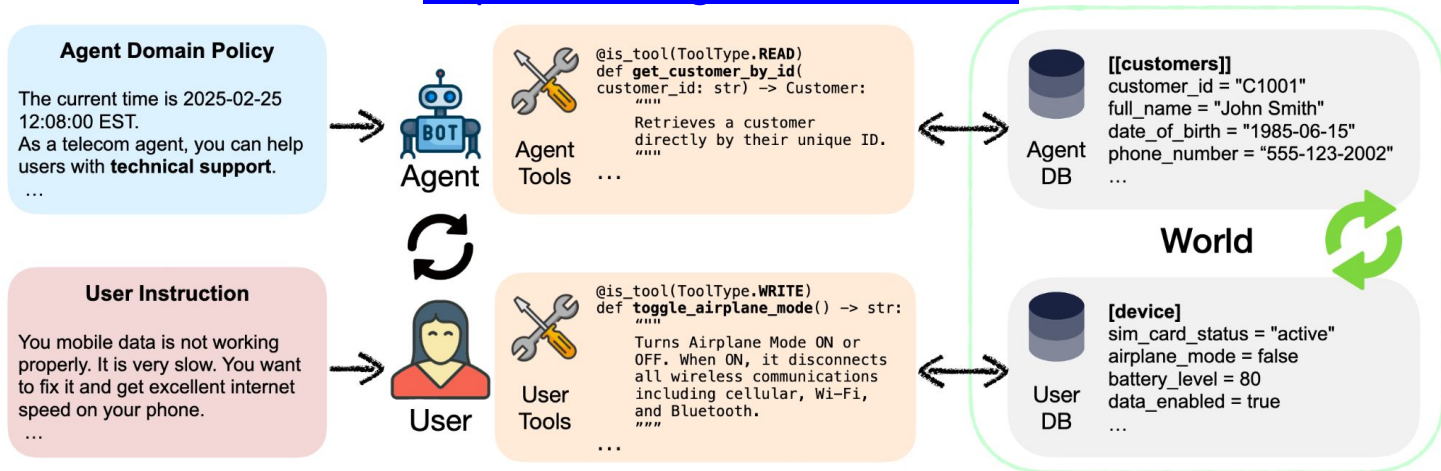 Agent Domain Policy
The current time is 2025-02-25
12:08:00 EST.
As a telecom agent, you can help
users with technical support.
…
BOT
Agent
Agent
Tools
@is_tool(ToolType.READ)
def get_customer_by_id(
customer_id: str) -> Customer:
"""
Retrieves a customer
directly by their unique ID.
"""
...
Agent
DB
[[customers]]
customer_id = "C1001"
full_name = "John Smith"
date_of_birth = "1985-06-15"
phone_number = "555-123-2002"
…
World
User Instruction
You mobile data is not working
properly. It is very slow. You want
to fix it and get excellent internet
speed on your phone.
…
User
User
Tools
@is_tool(ToolType.WRITE)
def toggle_airplane_mode() -> str:
"""
Turns Airplane Mode ON or
OFF. When ON, it disconnects
all wireless communications
including cellular, Wi-Fi,
and Bluetooth.
"""
...
User
DB
[device]
sim_card_status = "active"
airplane_mode = false
battery_level = 80
data_enabled = true
…